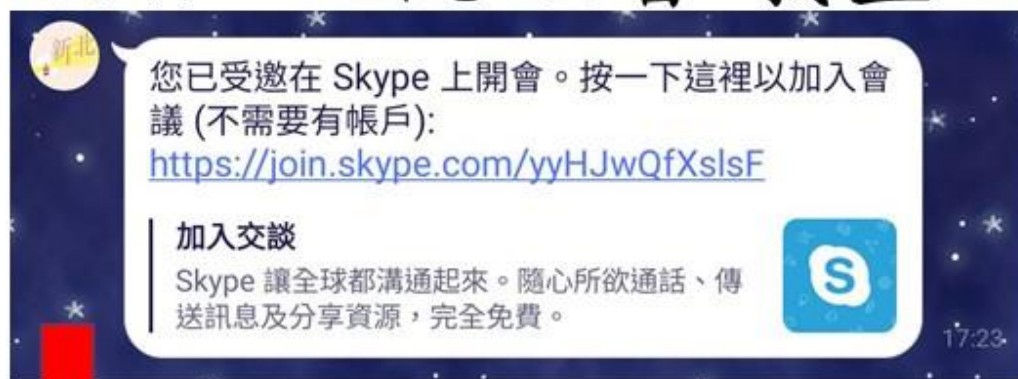 新北
您已受邀在 Skype 上開會。按一下這裡以加入會
議 (不需要有帳戶):
https://join.skype.com/yyHJwQfXslsF
加入交談
Skype 讓全球都溝通起來。隨心所欲通話、傳
送訊息及分享資源，完全免費。
S
17:23